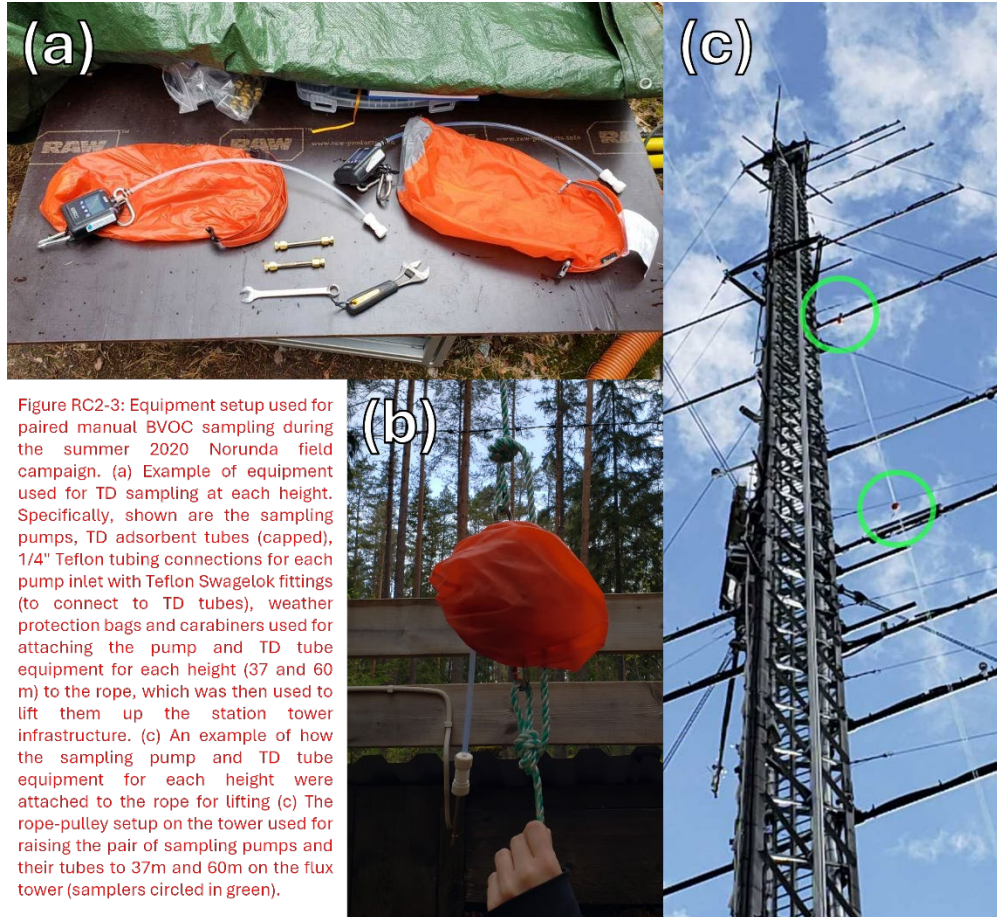 (a)
RAW
RAW
www.raw-products.info
RAW
(b)
(c)
Figure RC2-3: Equipment setup used for
paired manual BVOC sampling during
the summer 2020 Norunda field
campaign. (a) Example of equipment
used for TD sampling at each height.
Specifically, shown are the sampling
pumps, TD adsorbent tubes (capped),
1/4" Teflon tubing connections for each
pump inlet with Teflon Swagelok fittings
(to connect to TD tubes), weather
protection bags and carabiners used for
attaching the pump and TD tube
equipment for each height (37 and 60
m) to the rope, which was then used to
lift them up the station tower
infrastructure. (c) An example of how
the sampling pump and TD tube
equipment for each height were
attached to the rope for lifting (c) The
rope-pulley setup on the tower used for
raising the pair of sampling pumps and
their tubes to 37m and 60m on the flux
tower (samplers circled in green).